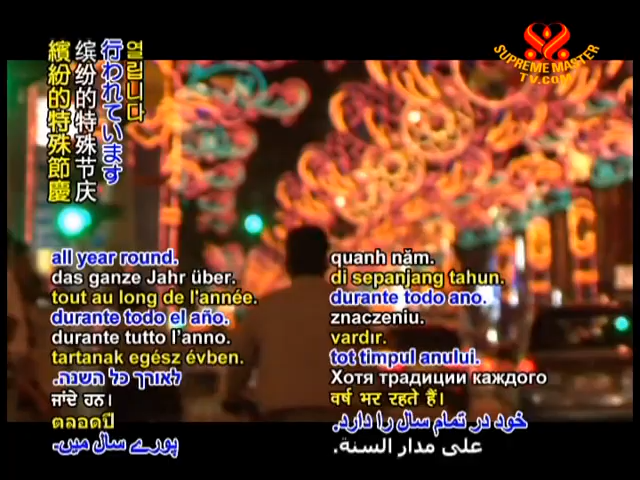 SUPREME MASTER
TV.COM
열립니다
行われています
缤纷的特殊节庆
繽紛的特殊節慶
all year round.
das ganze Jahr über.
tout au long de l'année.
durante todo el año.
durante tutto l'anno.
tartanak egész évben.
לאורך כל השנה.
ਜਾਂਦੇ ਹਨ।
ตลอดปี
پورے سال میں۔
quanh năm.
di sepanjang tahun.
durante todo ano.
znaczeniu.
vardır.
tot timpul anului.
Хотя традиции каждого
वर्ष भर रहते हैं।
خود در تمام سال را دارد.
على مدار السنة.